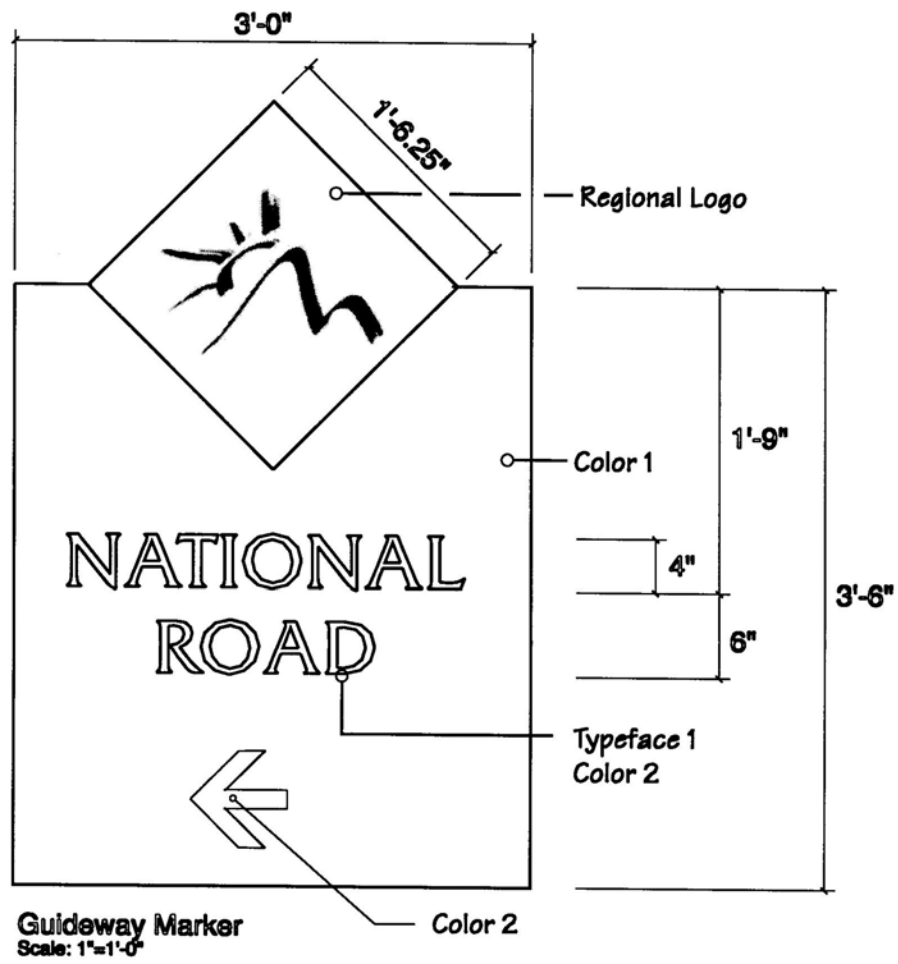 3'-0"
1'-6.25"
Regional Logo
1'-9"
Color 1
NATIONAL
4"
3'-6"
ROAD
6"
Typeface 1
Color 2
Color 2
Guideway Marker
Scale: 1"=1'-0"